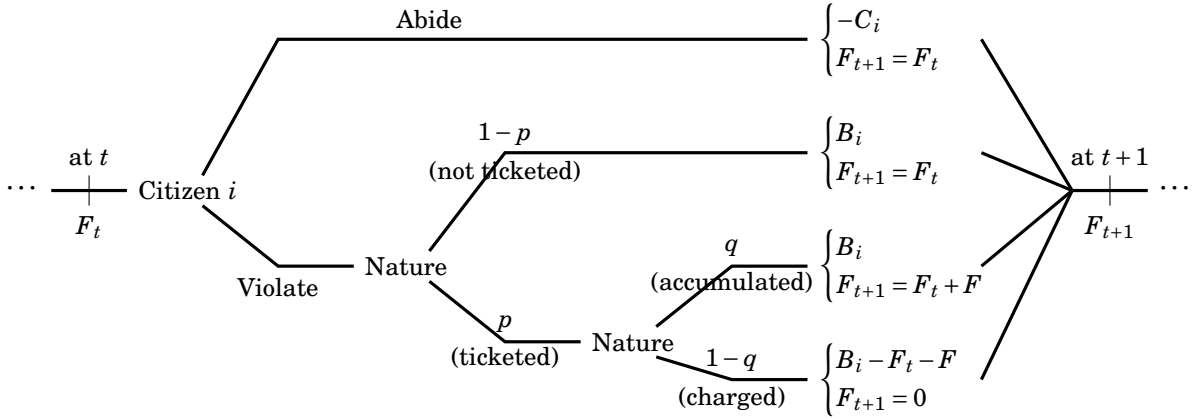 Abide
−C_i
F_{t+1} = F_t
1 − p
(not ticketed)
B_i
F_{t+1} = F_t
at t
at t + 1
··· Citizen i ···
F_t
F_{t+1}
Violate
Nature
q
(accumulated)
B_i
F_{t+1} = F_t + F
p
(ticketed)
Nature
1 − q
(charged)
B_i − F_t − F
F_{t+1} = 0